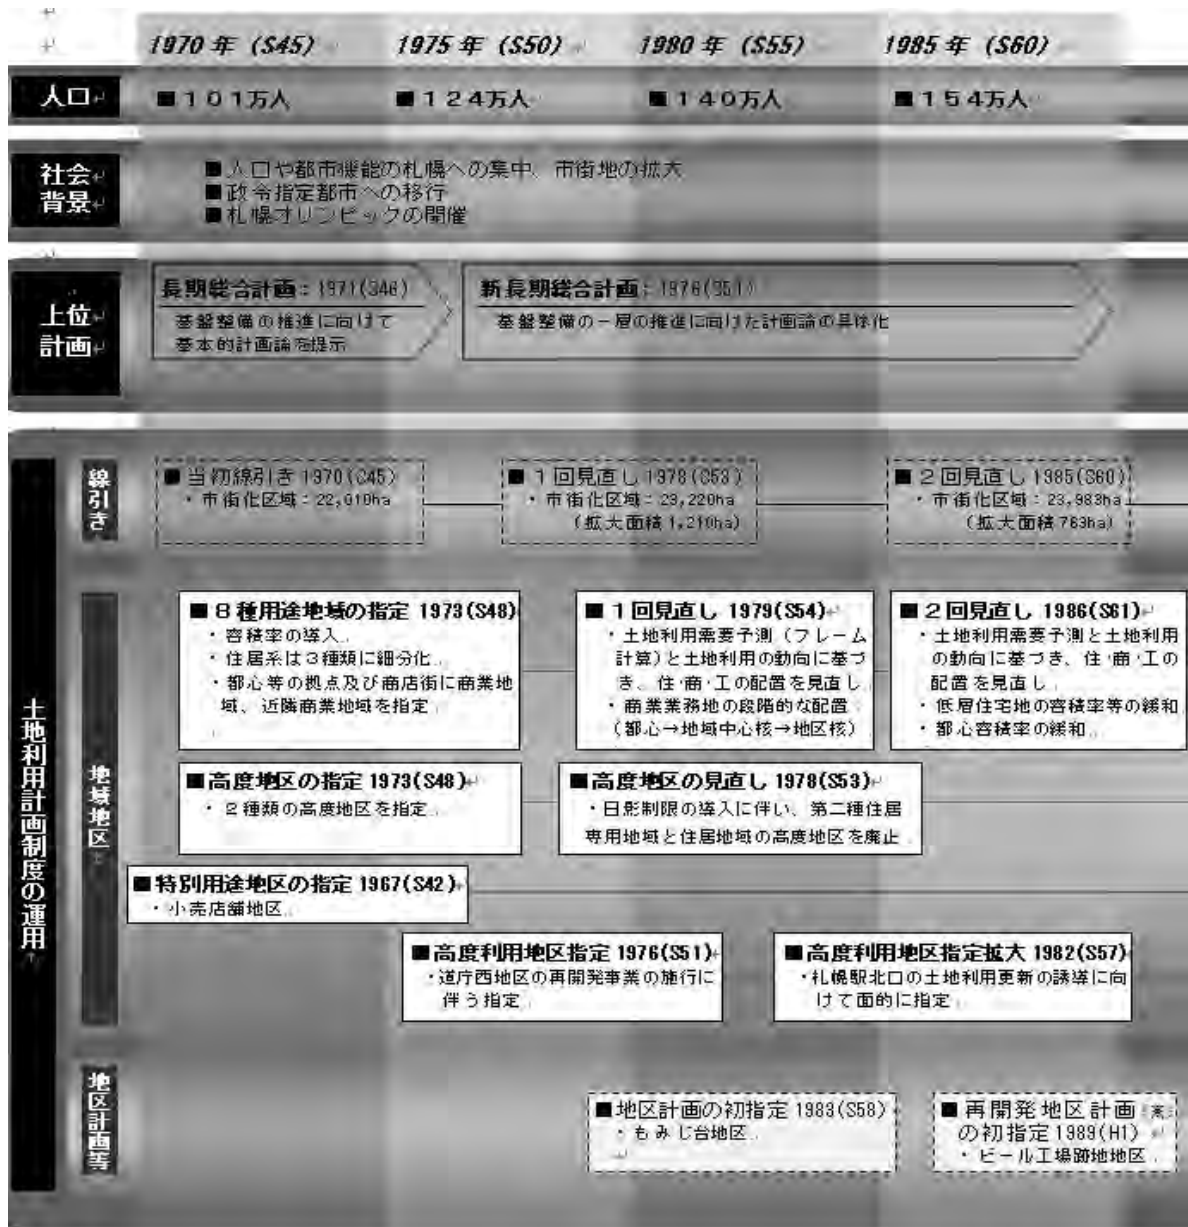 1970年 (S45)
1975年 (S50)
1980年 (S55)
1985年 (S60)
人口
■101万人
■124万人
■140万人
■154万人
社会
背景
■人口や都市機能の札幌への集中、市街地の拡大
■政令指定都市への移行
■札幌オリンピックの開催
上位
計画
長期総合計画：1971(S46)
基盤整備の推進に向けて
基本的計画論を提示
新長期総合計画：1976(S51)
基盤整備の一層の推進に向けた計画論の具体化
土地利用計画制度の運用
線引き
■当初線引き 1970(S45)
・市街化区域：22,010ha
■1回見直し 1978(S53)
・市街化区域：23,220ha
(拡大面積 1,210ha)
■2回見直し 1985(S60)
・市街化区域：23,983ha
(拡大面積 763ha)
地域地区
■8種用途地域の指定 1973(S48)
・容積率の導入
・住居系は3種類に細分化
・都心等の拠点及び商店街に商業地
域、近隣商業地域を指定
■1回見直し 1979(S54)
・土地利用需要予測（フレーム
計算）と土地利用の動向に基づ
き、住・商・工の配置を見直し
・商業業務地の段階的な配置
（都心→地域中心核→地区核）
■2回見直し 1986(S61)
・土地利用需要予測と土地利用
の動向に基づき、住・商・工の
配置を見直し
・低層住宅地の容積率等の緩和
・都心容積率の緩和
■高度地区の指定 1973(S48)
・2種類の高度地区を指定
■高度地区の見直し 1978(S53)
・日影制限の導入に伴い、第二種住居
専用地域と住居地域の高度地区を廃止
■特別用途地区の指定 1967(S42)
・小売店舗地区
■高度利用地区指定 1976(S51)
・道庁西地区の再開発事業の施行に
伴う指定
■高度利用地区指定拡大 1982(S57)
・札幌駅北口の土地利用更新の誘導に向
けて面的に指定
地区計画等
■地区計画の初指定 1983(S58)
・もみじ台地区
■再開発地区計画
の初指定 1989(H1)
・ビール工場跡地地区